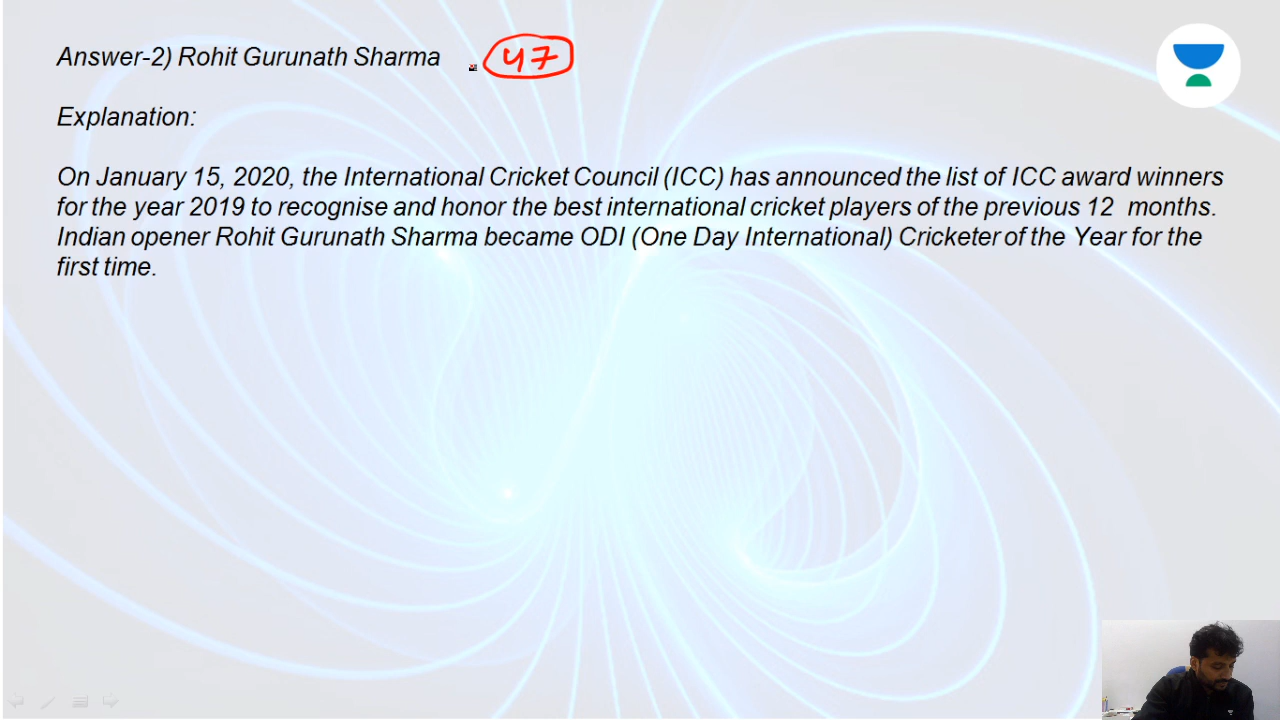 Answer-2) Rohit Gurunath Sharma 47
Explanation:
On January 15, 2020, the International Cricket Council (ICC) has announced the list of ICC award winners
for the year 2019 to recognise and honor the best international cricket players of the previous 12 months.
Indian opener Rohit Gurunath Sharma became ODI (One Day International) Cricketer of the Year for the
first time.